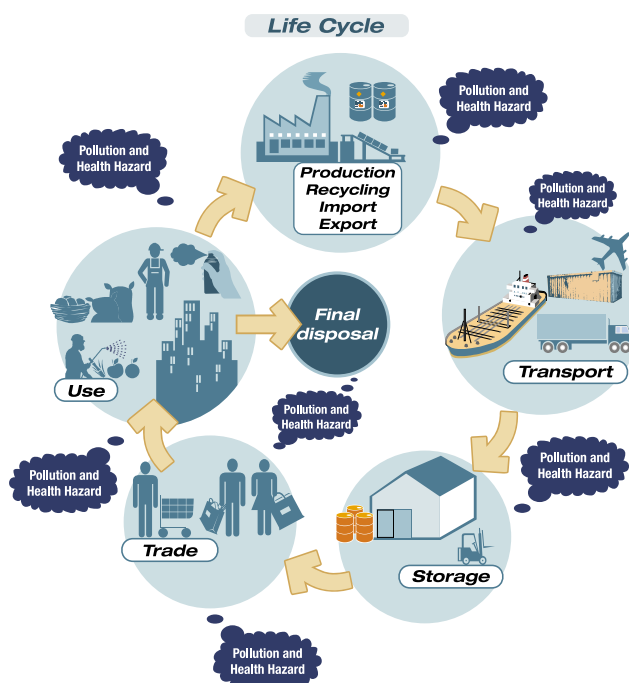 Life Cycle
Pollution and
Health Hazard
Pollution and
Health Hazard
Production
Recycling
Import
Export
Pollution and
Health Hazard
Transport
Final
disposal
Use
Pollution and
Health Hazard
Pollution and
Health Hazard
Pollution and
Health Hazard
Trade
Storage
Pollution and
Health Hazard